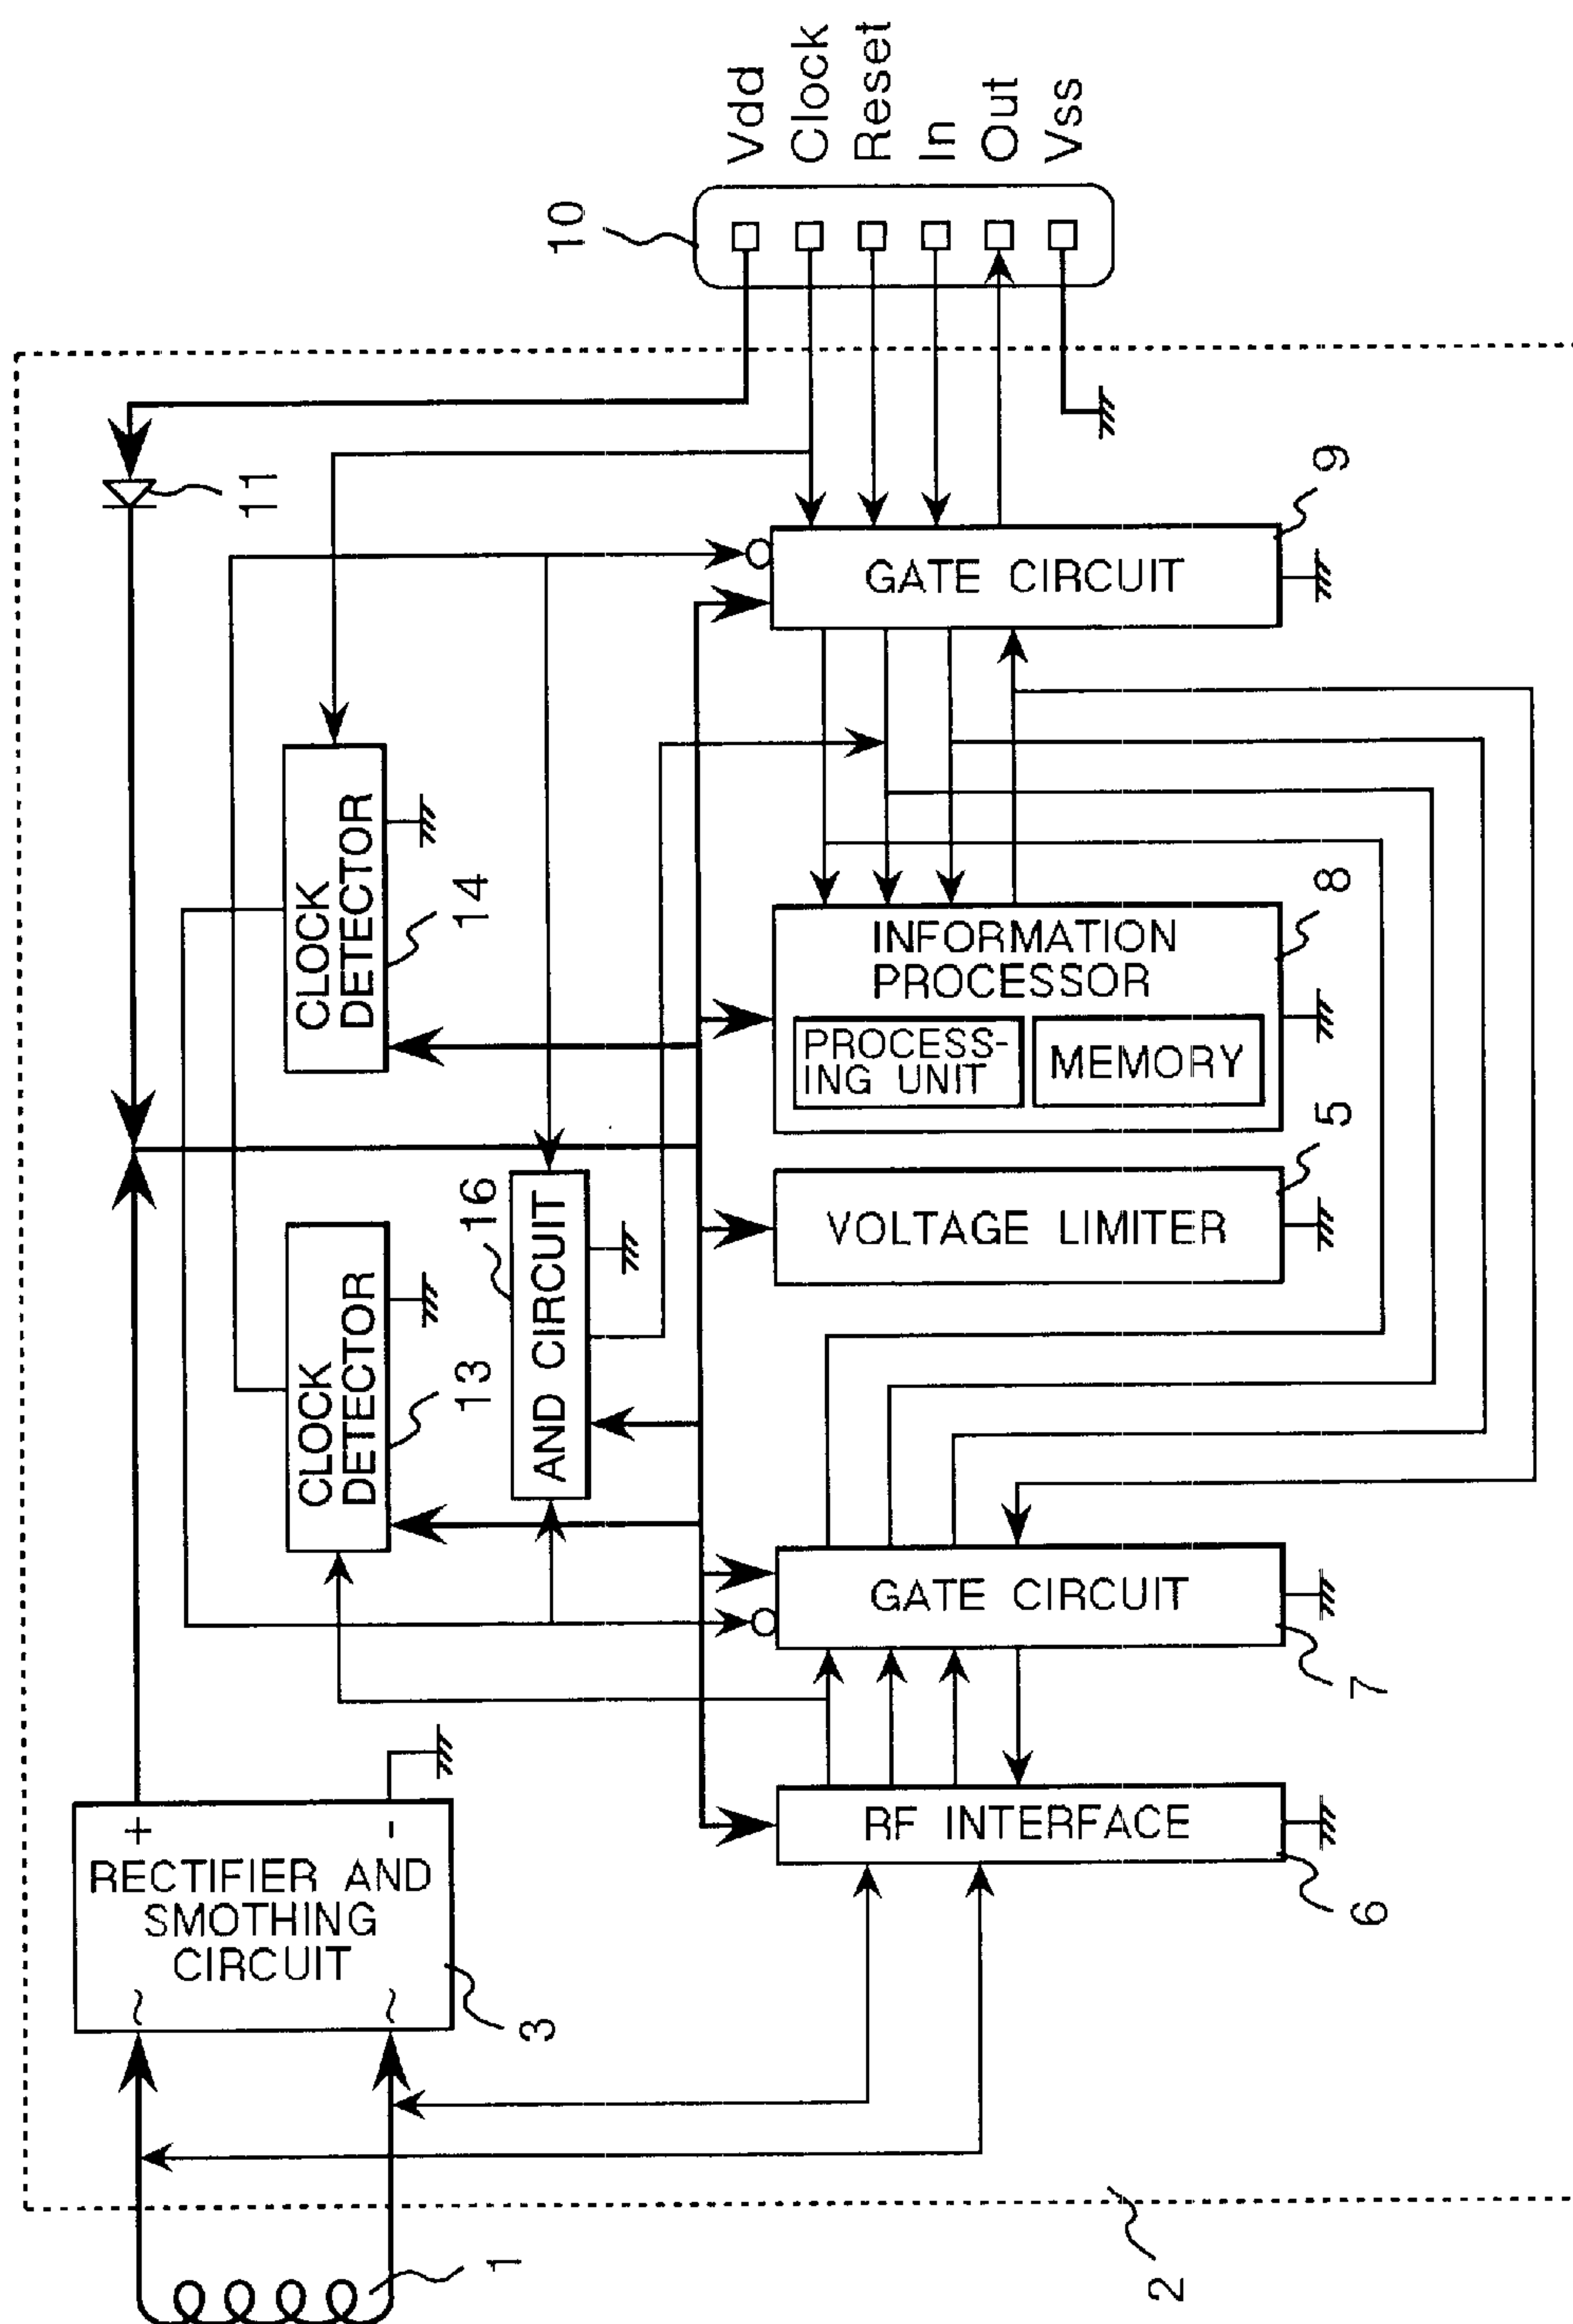 RECTIFIER AND
SMOTHING
CIRCUIT
+
-
~
~
3
1
2
11
CLOCK
DETECTOR
13
CLOCK
DETECTOR
14
AND CIRCUIT
16
RF INTERFACE
6
GATE CIRCUIT
7
VOLTAGE LIMITER
5
INFORMATION
PROCESSOR
PROCESS-
ING UNIT
MEMORY
8
GATE CIRCUIT
9
10
Vdd
Clock
Reset
In
Out
Vss